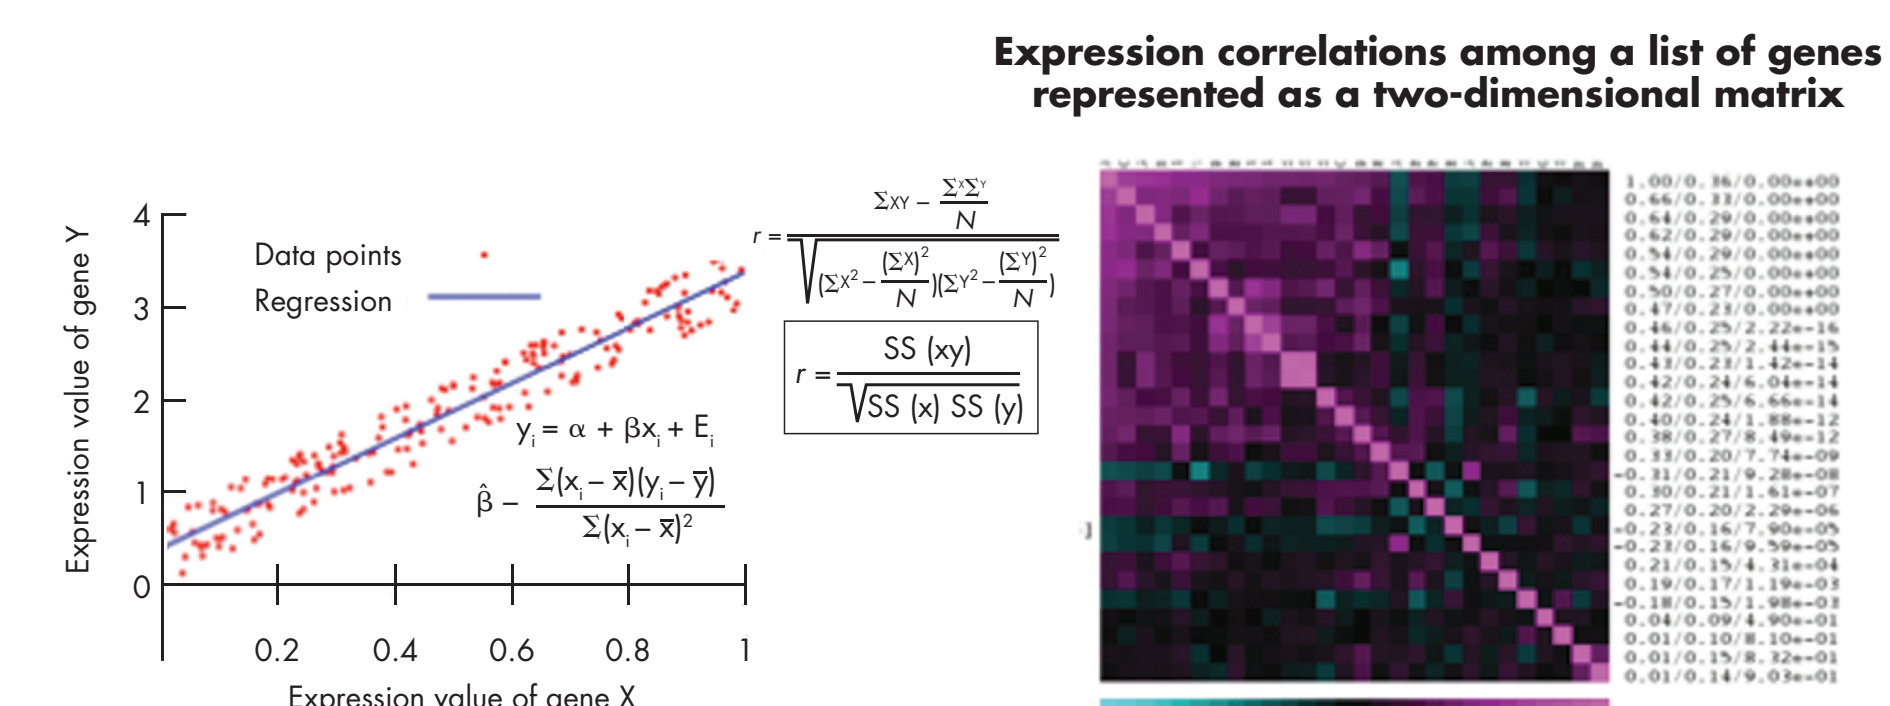 Expression correlations among a list of genes
represented as a two-dimensional matrix
Expression value of gene Y
4
3
2
1
0
Data points
Regression
y_i = α + βx_i + E_i
β̂ − Σ(x_i − x̅)(y_i − y̅) / Σ(x_i − x̅)²
0.2 0.4 0.6 0.8 1
Expression value of gene X
r = ΣXY − ΣXΣY/N / √(ΣX² − (ΣX)²/N)(ΣY² − (ΣY)²/N)
r = SS (xy) / √SS (x) SS (y)
1.00/0.36/0.00e+00
0.66/0.33/0.00e+00
0.64/0.29/0.00e+00
0.62/0.29/0.00e+00
0.54/0.29/0.00e+00
0.54/0.25/0.00e+00
0.50/0.27/0.00e+00
0.47/0.23/0.00e+00
0.46/0.25/2.22e-16
0.44/0.25/2.44e-15
0.43/0.23/1.42e-14
0.42/0.24/6.04e-14
0.42/0.25/6.66e-14
0.40/0.24/1.88e-12
0.38/0.27/8.49e-12
0.33/0.20/7.74e-09
-0.31/0.21/9.28e-08
0.30/0.21/1.61e-07
0.27/0.20/2.29e-06
-0.23/0.16/7.90e-05
-0.23/0.16/9.59e-05
0.21/0.15/4.31e-04
0.19/0.17/1.19e-03
-0.18/0.15/1.98e-03
0.04/0.09/4.90e-01
0.01/0.10/8.10e-01
0.01/0.15/8.32e-01
0.01/0.14/9.03e-01